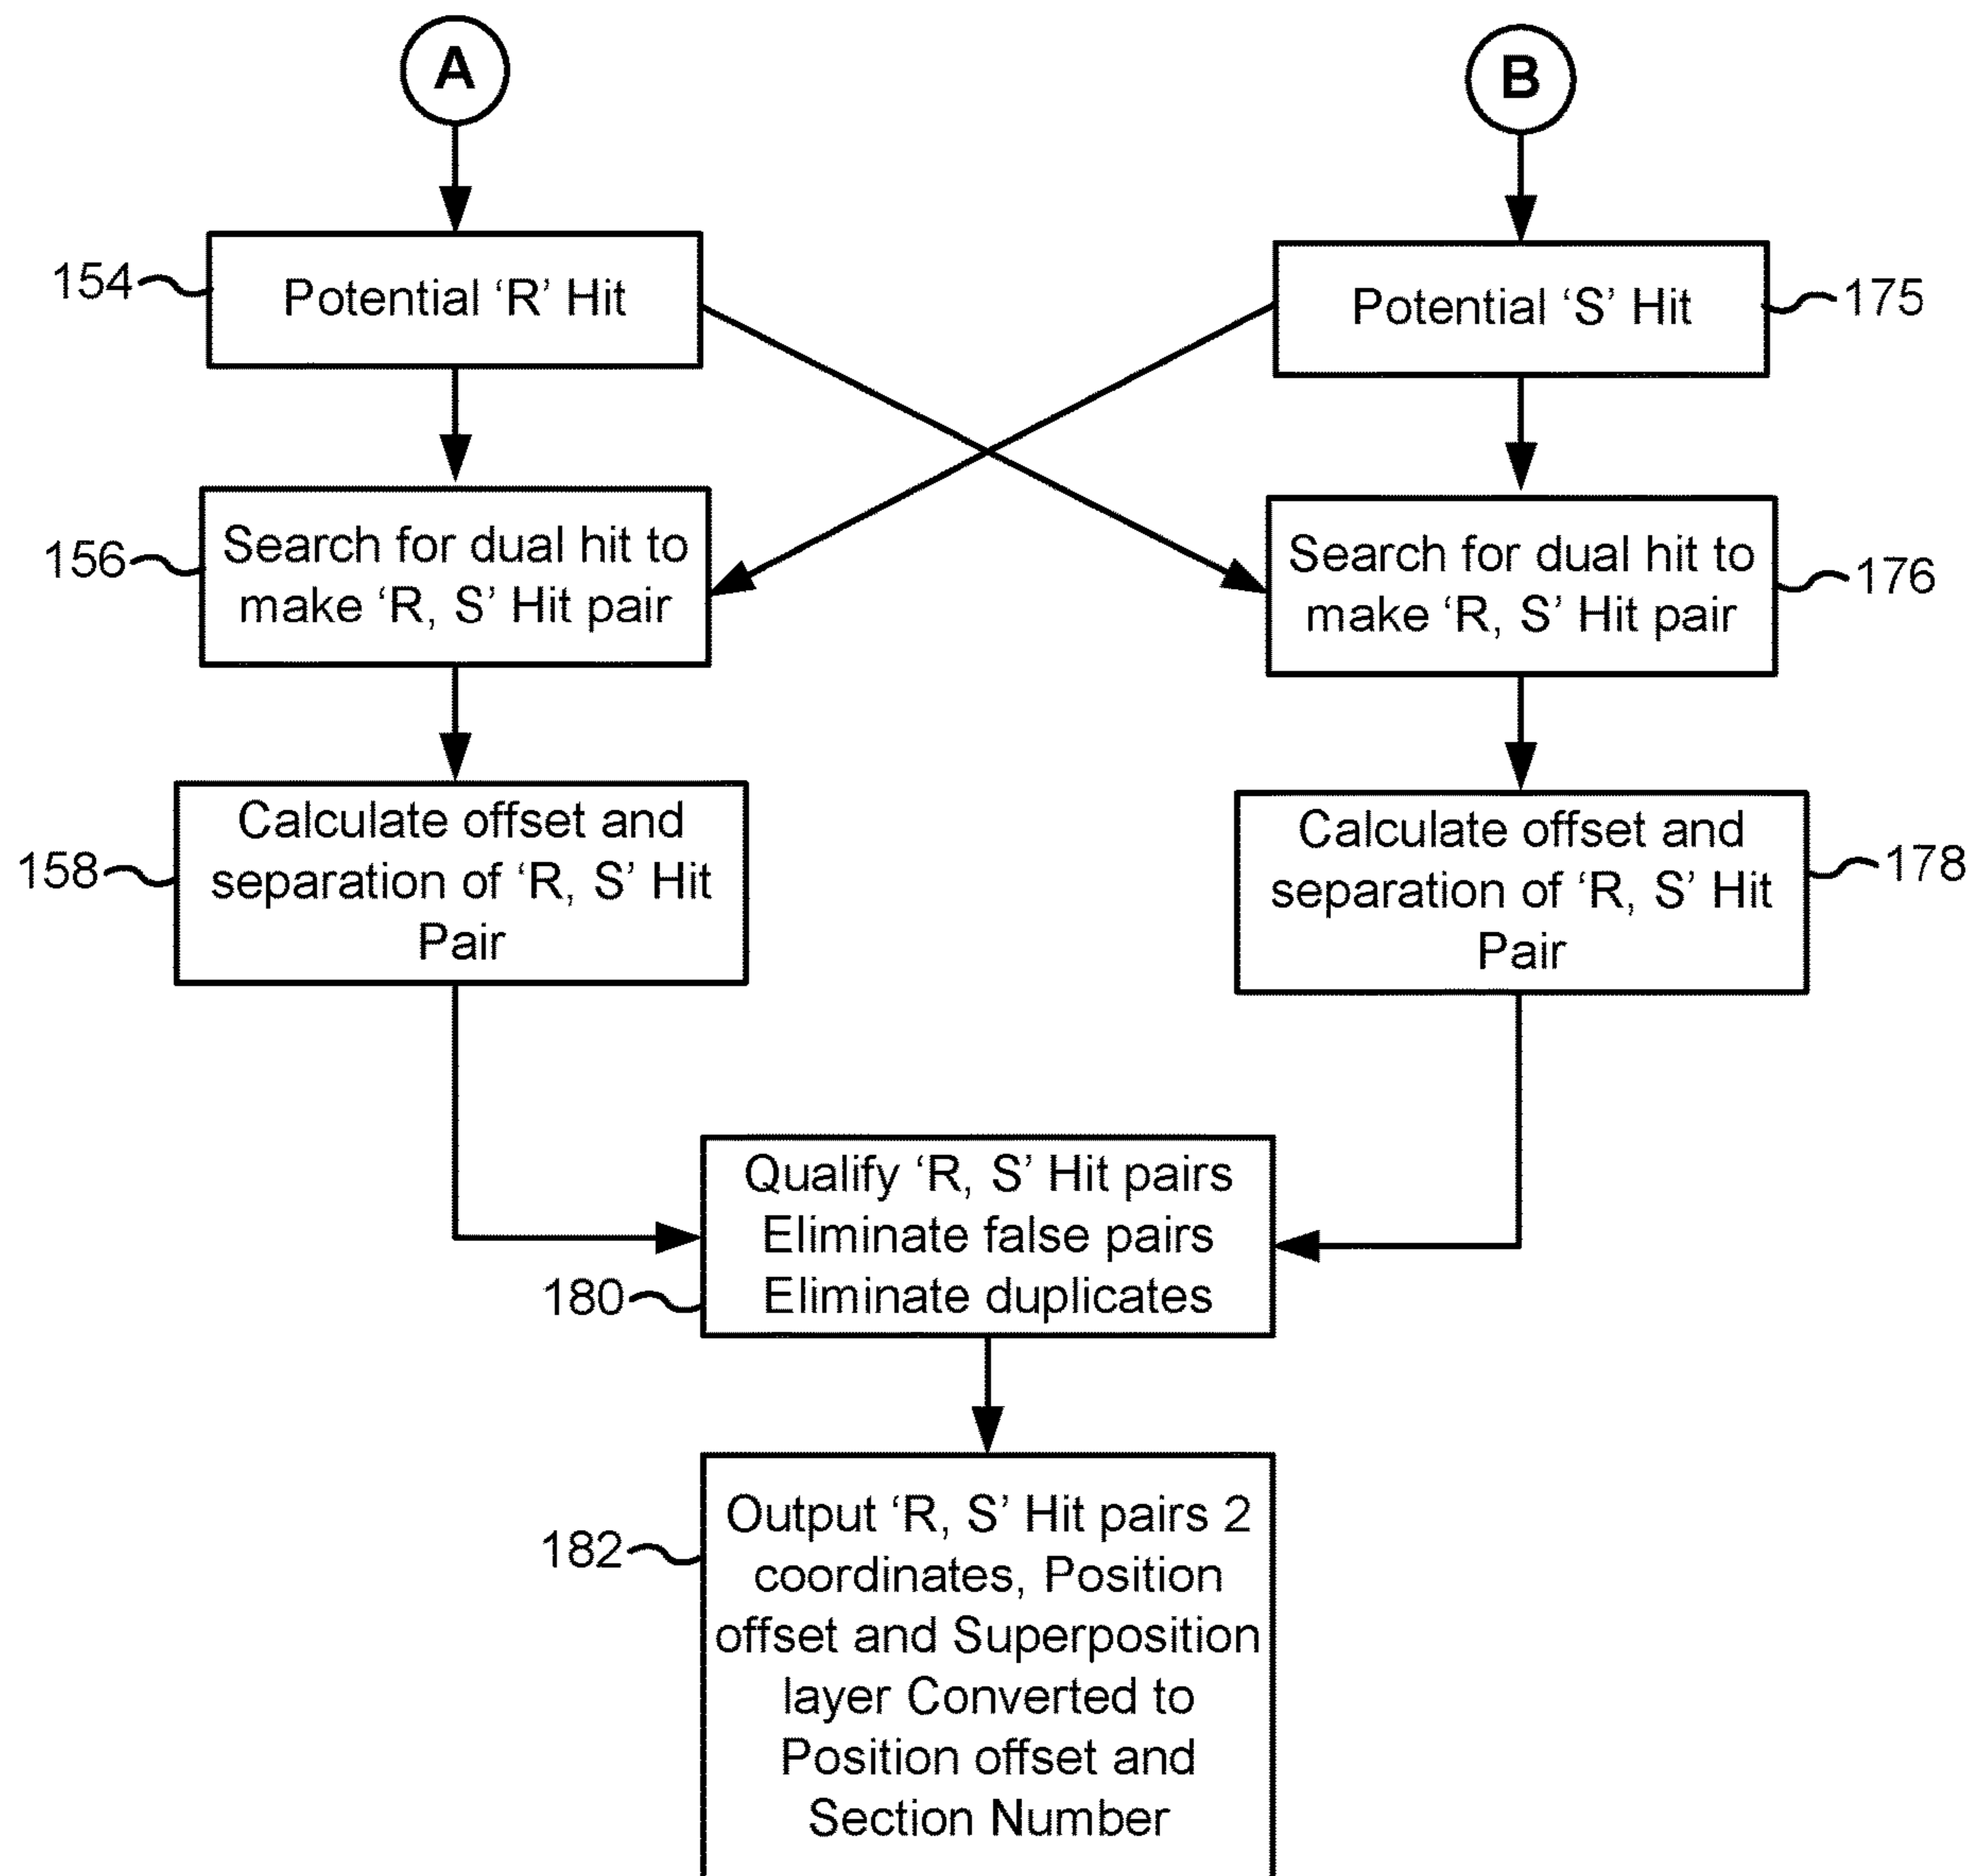 A
B
154
Potential ‘R’ Hit
Potential ‘S’ Hit
175
156
Search for dual hit to
make ‘R, S’ Hit pair
Search for dual hit to
make ‘R, S’ Hit pair
176
158
Calculate offset and
separation of ‘R, S’ Hit
Pair
Calculate offset and
separation of ‘R, S’ Hit
Pair
178
Qualify ‘R, S’ Hit pairs
Eliminate false pairs
Eliminate duplicates
180
182
Output ‘R, S’ Hit pairs 2
coordinates, Position
offset and Superposition
layer Converted to
Position offset and
Section Number